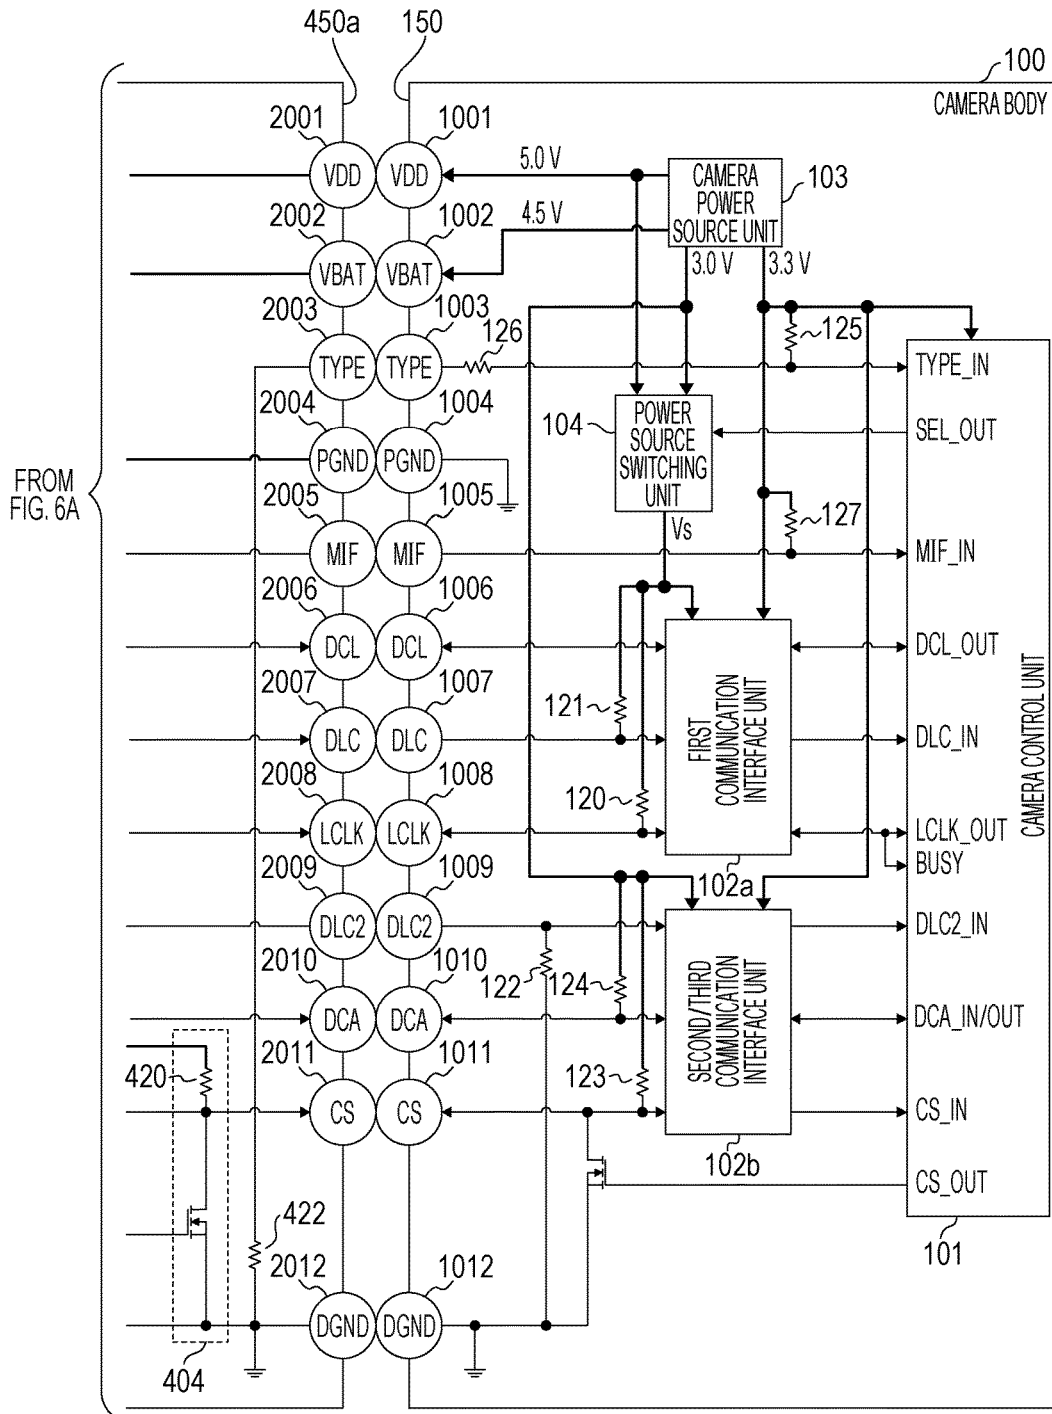 450a
150
100
CAMERA BODY
2001
1001
VDD
VDD
5.0 V
CAMERA
POWER
SOURCE UNIT
103
2002
1002
4.5 V
VBAT
VBAT
3.0 V
3.3 V
2003
1003
126
125
TYPE
TYPE
TYPE_IN
2004
1004
104
POWER
SOURCE
SWITCHING
UNIT
SEL_OUT
PGND
PGND
FROM
FIG. 6A
2005
1005
Vs
127
MIF
MIF
MIF_IN
2006
1006
DCL
DCL
DCL_OUT
2007
1007
121
FIRST
COMMUNICATION
INTERFACE UNIT
CAMERA CONTROL UNIT
DLC
DLC
DLC_IN
2008
1008
120
LCLK
LCLK
LCLK_OUT
BUSY
2009
1009
102a
DLC2
DLC2
DLC2_IN
2010
1010
122
124
SECOND/THIRD
COMMUNICATION
INTERFACE UNIT
DCA
DCA
DCA_IN/OUT
2011
1011
420
123
CS
CS
CS_IN
102b
CS_OUT
422
101
2012
1012
DGND
DGND
404